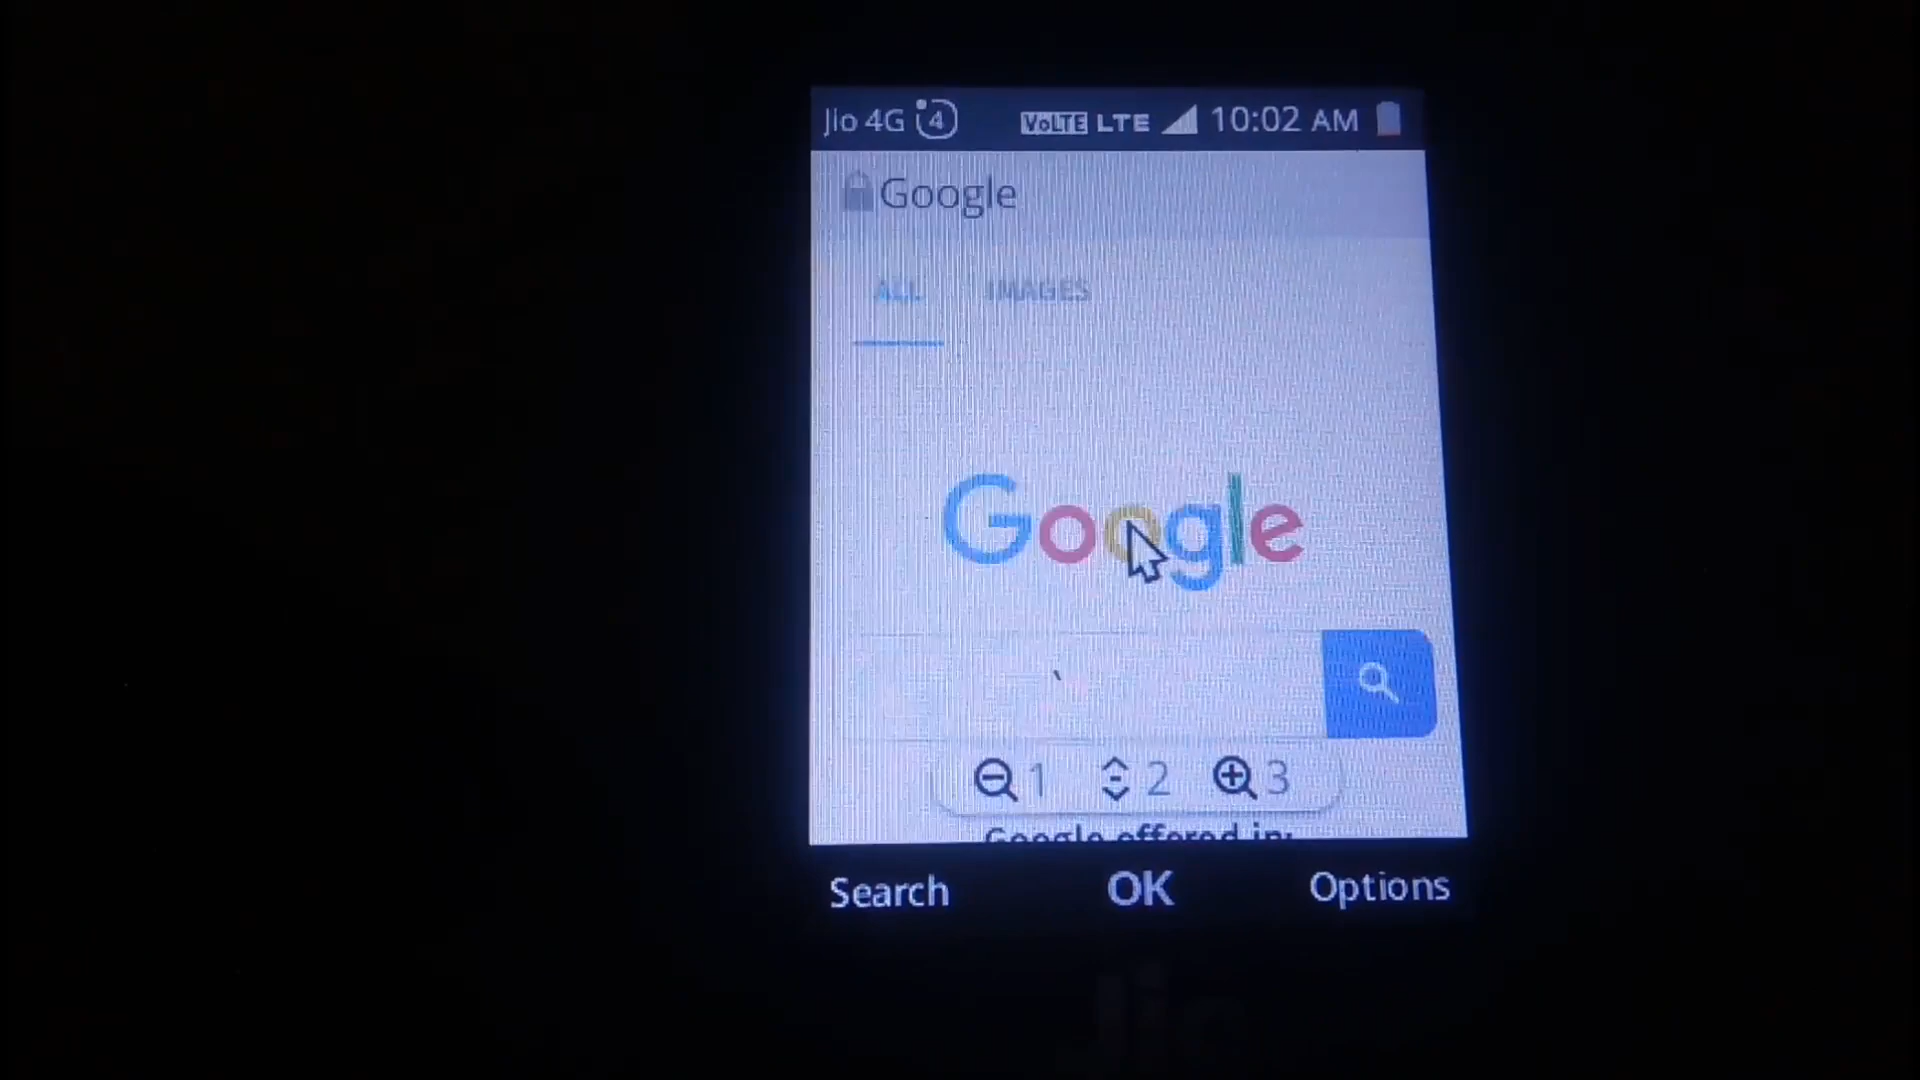 Jio 4G 4 VoLTE LTE 10:02 AM
Google
ALL IMAGES
Google
1 2 3
Google offered in:
Search OK Options
Jio